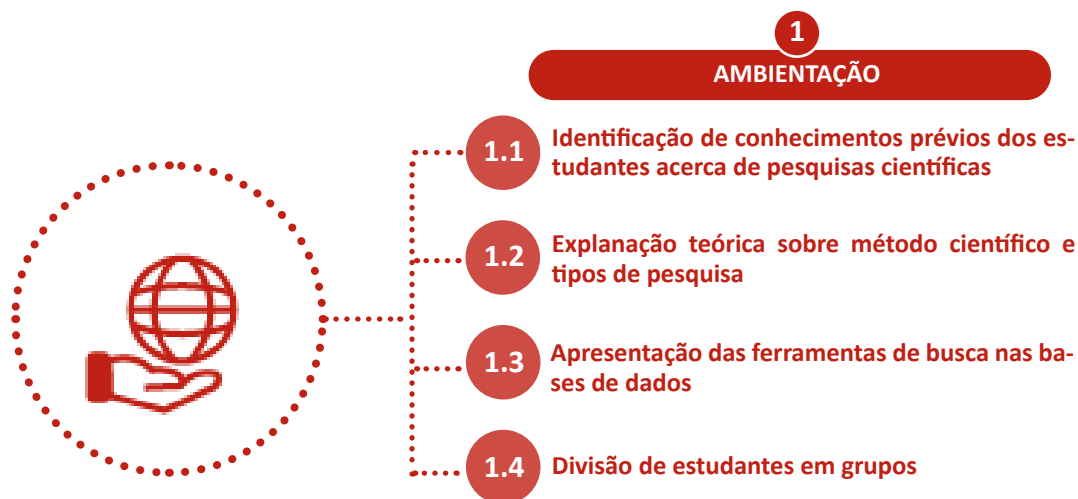 1
AMBIENTAÇÃO
1.1
Identificação de conhecimentos prévios dos es-
tudantes acerca de pesquisas científicas
1.2
Explanação teórica sobre método científico e
tipos de pesquisa
1.3
Apresentação das ferramentas de busca nas ba-
ses de dados
1.4
Divisão de estudantes em grupos